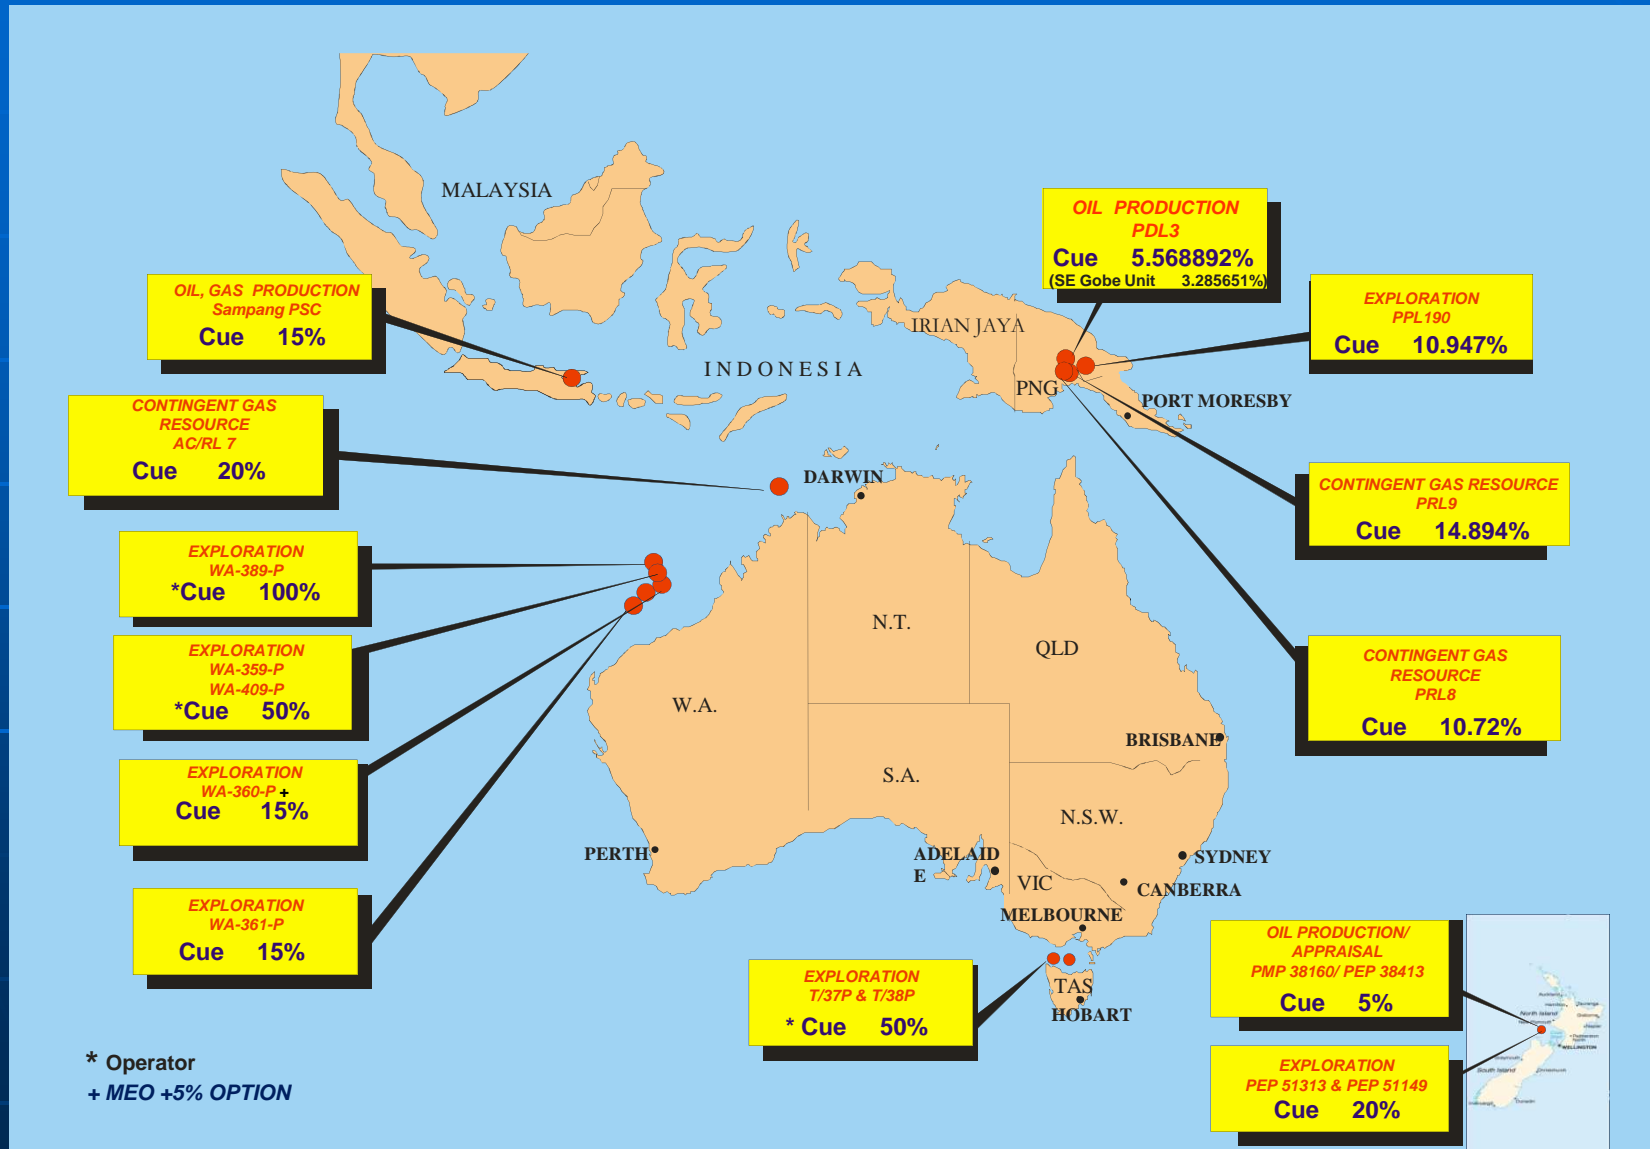 MALAYSIA
OIL PRODUCTION
PDL3
Cue 5.568892%
(SE Gobe Unit 3.285651%)
OIL, GAS PRODUCTION
Sampang PSC
Cue 15%
EXPLORATION
PPL190
Cue 10.947%
IRIAN JAYA
INDONESIA
PNG
PORT MORESBY
CONTINGENT GAS
RESOURCE
AC/RL 7
Cue 20%
DARWIN
CONTINGENT GAS RESOURCE
PRL9
Cue 14.894%
EXPLORATION
WA-389-P
*Cue 100%
EXPLORATION
WA-359-P
WA-409-P
*Cue 50%
N.T.
QLD
W.A.
CONTINGENT GAS
RESOURCE
PRL8
Cue 10.72%
BRISBANE
EXPLORATION
WA-360-P +
Cue 15%
S.A.
N.S.W.
PERTH
ADELAID
E
SYDNEY
VIC
CANBERRA
MELBOURNE
EXPLORATION
WA-361-P
Cue 15%
EXPLORATION
T/37P & T/38P
* Cue 50%
TAS
HOBART
OIL PRODUCTION/
APPRAISAL
PMP 38160/ PEP 38413
Cue 5%
EXPLORATION
PEP 51313 & PEP 51149
Cue 20%
North Island
WELLINGTON
South Island
* Operator
+ MEO +5% OPTION